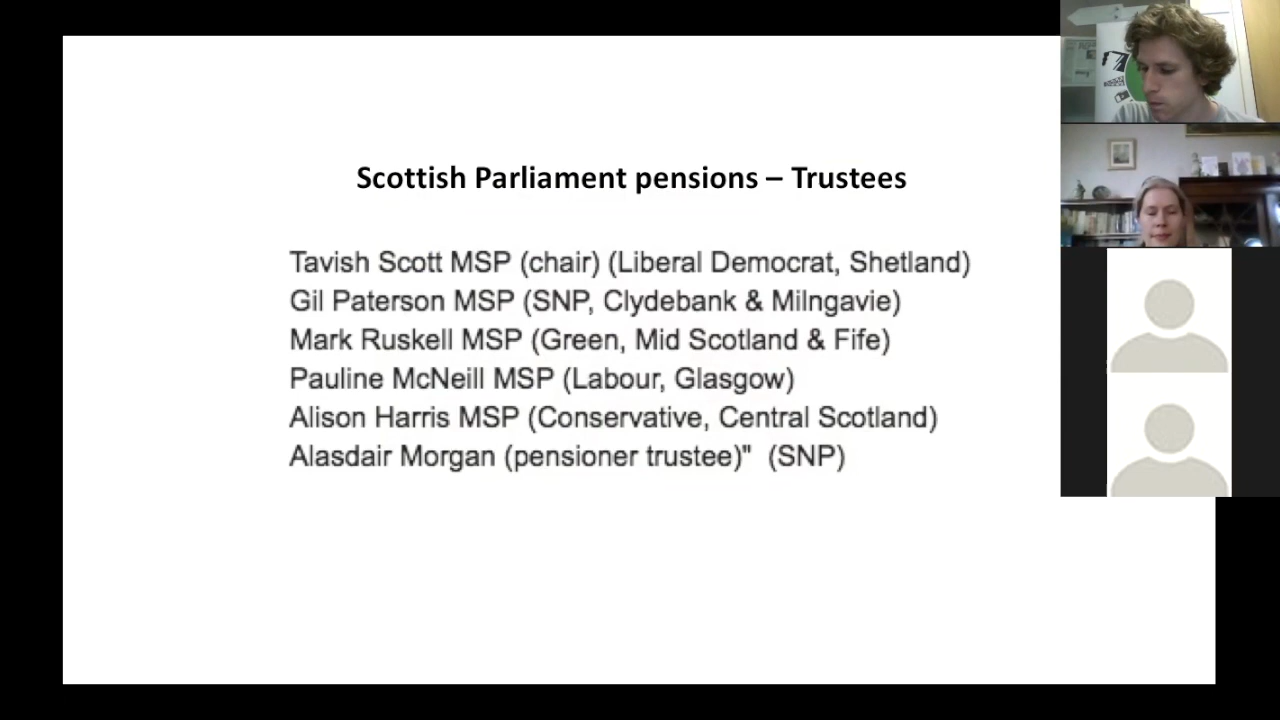 Scottish Parliament pensions – Trustees
Tavish Scott MSP (chair) (Liberal Democrat, Shetland)
Gil Paterson MSP (SNP, Clydebank & Milngavie)
Mark Ruskell MSP (Green, Mid Scotland & Fife)
Pauline McNeill MSP (Labour, Glasgow)
Alison Harris MSP (Conservative, Central Scotland)
Alasdair Morgan (pensioner trustee)" (SNP)